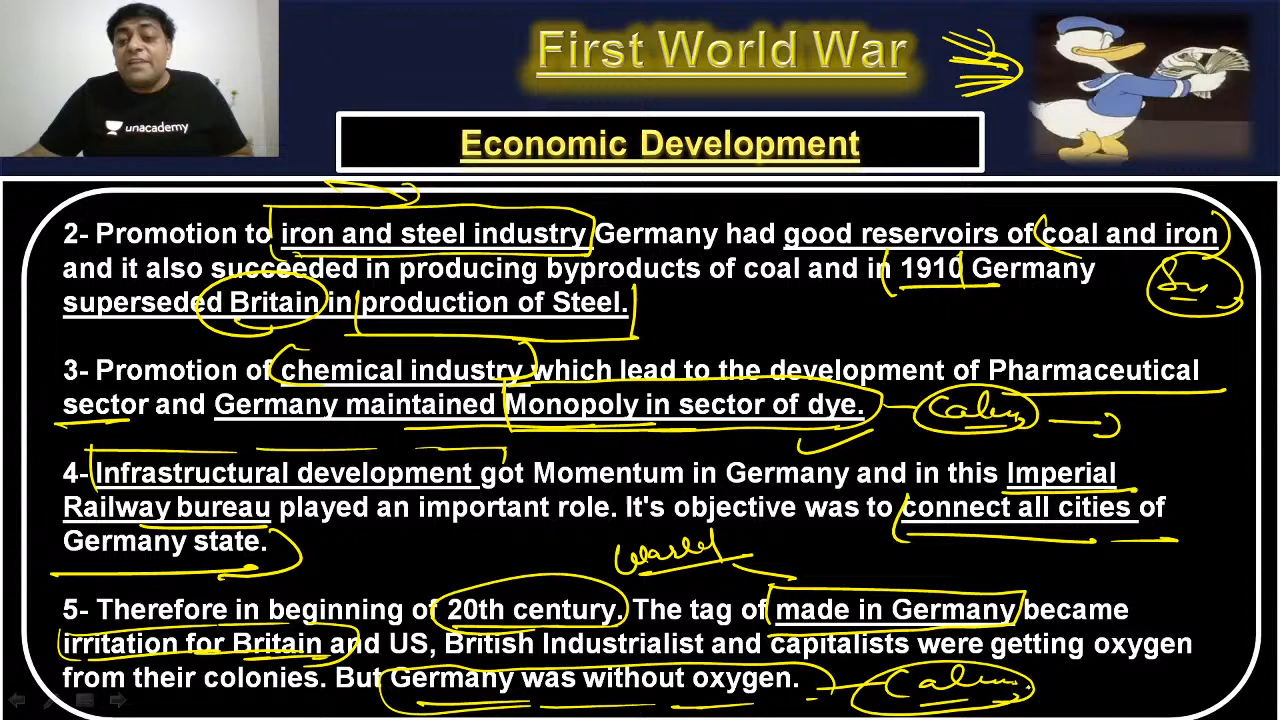 First World War
unacademy
Economic Development
2- Promotion to iron and steel industry Germany had good reservoirs of coal and iron
and it also succeeded in producing byproducts of coal and in 1910 Germany
superseded Britain in production of Steel.
3- Promotion of chemical industry which lead to the development of Pharmaceutical
sector and Germany maintained Monopoly in sector of dye.
4- Infrastructural development got Momentum in Germany and in this Imperial
Railway bureau played an important role. It's objective was to connect all cities of
Germany state.
5- Therefore in beginning of 20th century. The tag of made in Germany became
irritation for Britain and US, British Industrialist and capitalists were getting oxygen
from their colonies. But Germany was without oxygen.